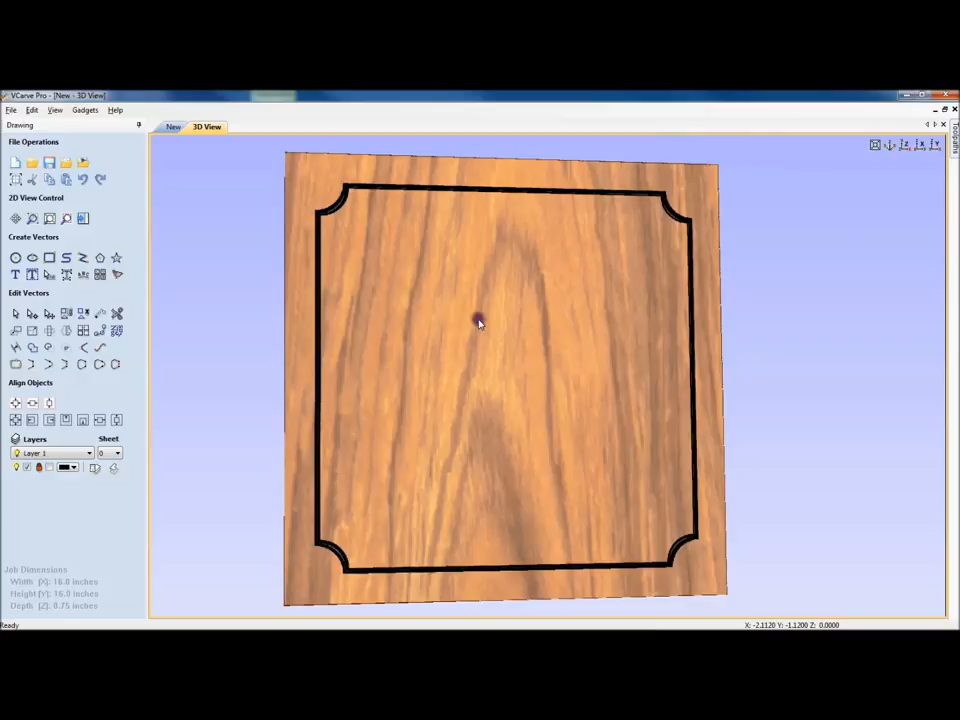 VCarve Pro - [New - 3D View]
File Edit View Gadgets Help
Drawing
New 3D View
File Operations
2D View Control
Create Vectors
Edit Vectors
Align Objects
Layers Sheet
Layer 1 0
Job Dimensions
Width [X]: 16.0 inches
Height [Y]: 16.0 inches
Depth [Z]: 0.75 inches
Toolpaths
Ready
X: -2.1120 Y: -1.1200 Z: 0.0000